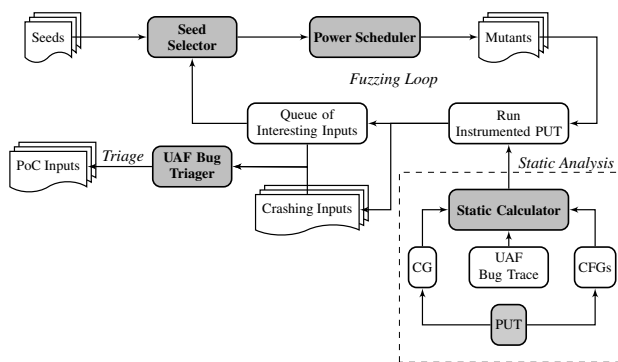 Seeds
Seed
Selector
Power Scheduler
Mutants
Fuzzing Loop
Queue of
Interesting Inputs
Run
Instrumented PUT
PoC Inputs
Triage
UAF Bug
Triager
Crashing Inputs
Static Analysis
Static Calculator
CG
UAF
Bug Trace
CFGs
PUT